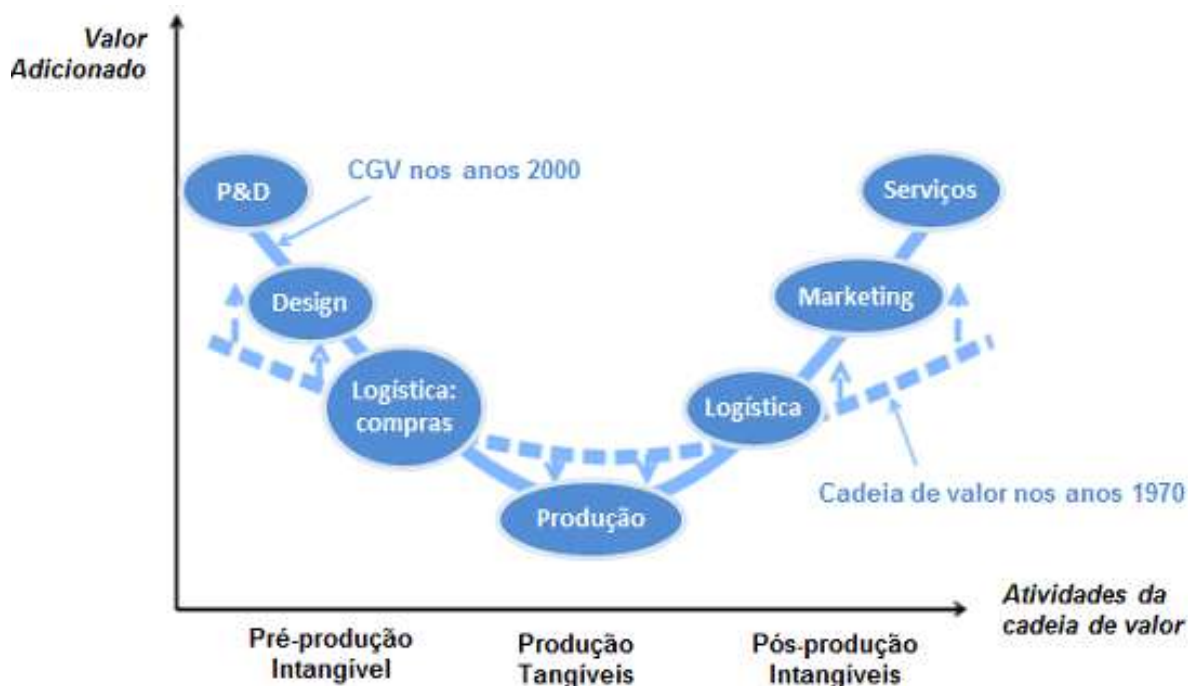 Valor
Adicionado
CGV nos anos 2000
P&D
Serviços
Design
Marketing
Logística:
compras
Logística
Cadeia de valor nos anos 1970
Produção
Atividades da
cadeia de valor
Pré-produção
Intangível
Produção
Tangíveis
Pós-produção
Intangíveis